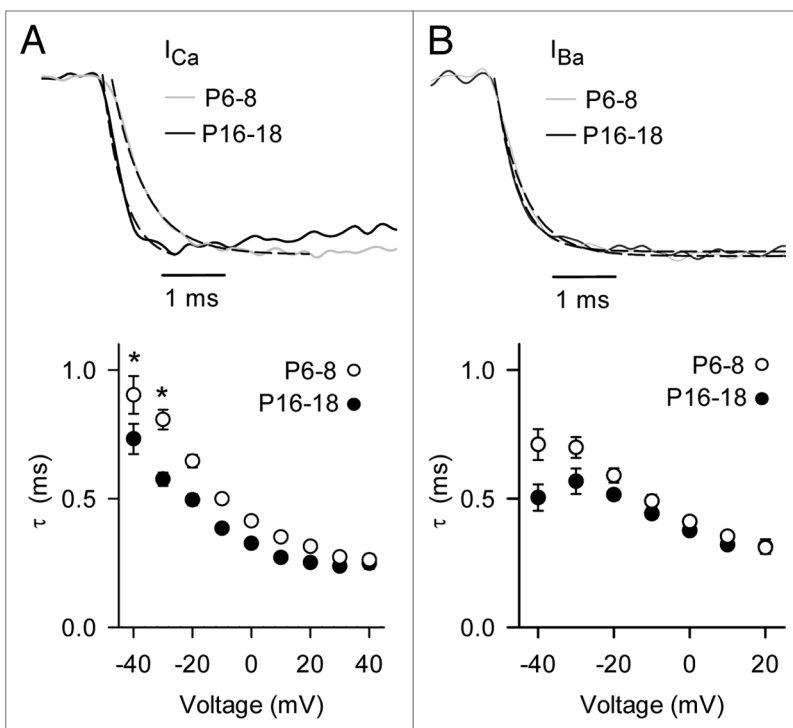 A
I Ca
P6-8
P16-18
1 ms
*
*
P6-8
P16-18
1.0
0.5
0.0
τ (ms)
-40 -20 0 20 40
Voltage (mV)
B
I Ba
P6-8
P16-18
1 ms
P6-8
P16-18
1.0
0.5
0.0
τ (ms)
-40 -20 0 20
Voltage (mV)